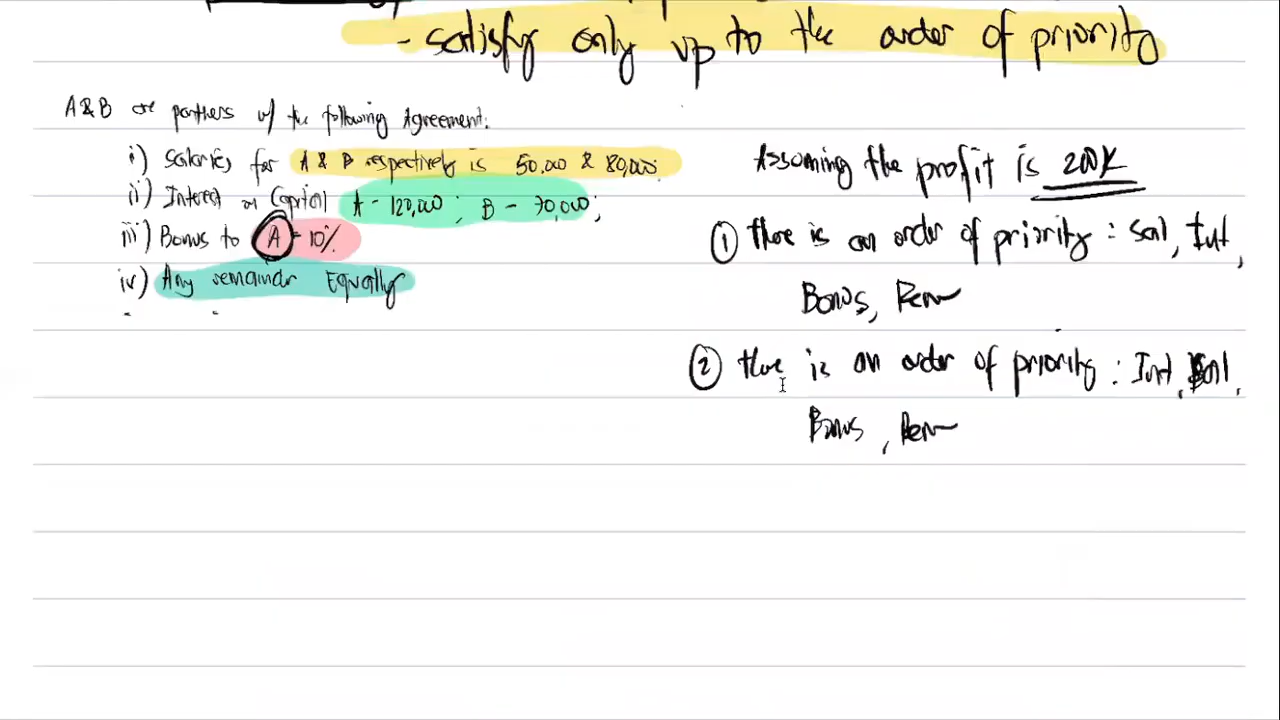 - satisfy only up to the order of priority
A & B are partners w/ the following Agreement:
i) Salaries for A & B respectively is 50,000 & 80,000
ii) Interest on Capital A - 120,000; B - 70,000;
iii) Bonus to A - 10%
iv) Any remainder Equally
Assuming the profit is 200K
① there is an order of priority : Sal, Int,
Bonus, Rem
② there is an order of priority : Int, Sal,
Bonus, Rem